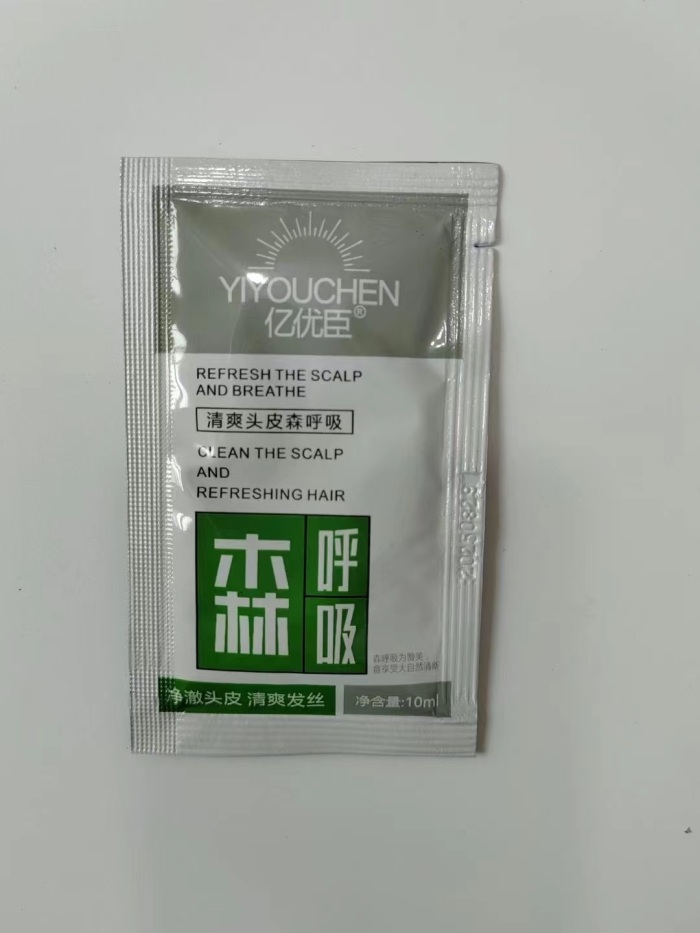 YIYOUCHEN
亿优臣®
REFRESH THE SCALP
AND BREATHE
清爽头皮森呼吸
CLEAN THE SCALP
AND
REFRESHING HAIR
森
呼
吸
净澈头皮 清爽发丝
净含量:10ml